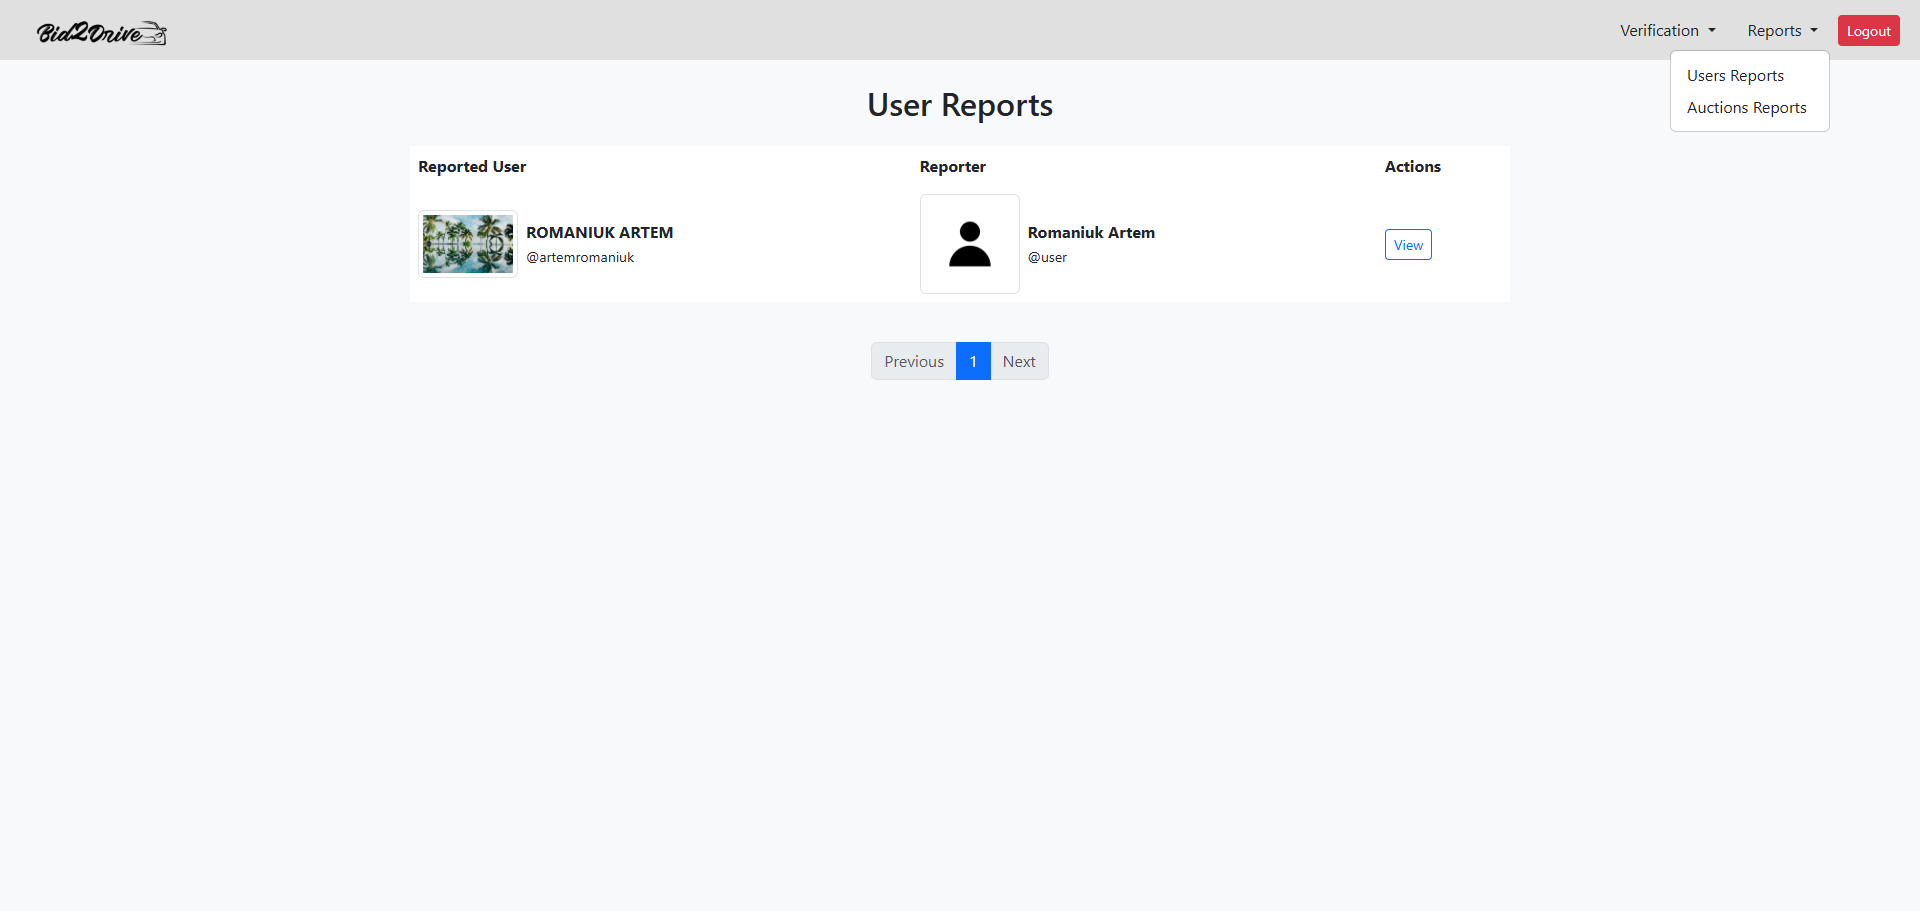 Bid2Drive
Verification
Reports
Logout
Users Reports
Auctions Reports
User Reports
Reported User
Reporter
Actions
ROMANIUK ARTEM
@artemromaniuk
Romaniuk Artem
@user
View
Previous 1 Next